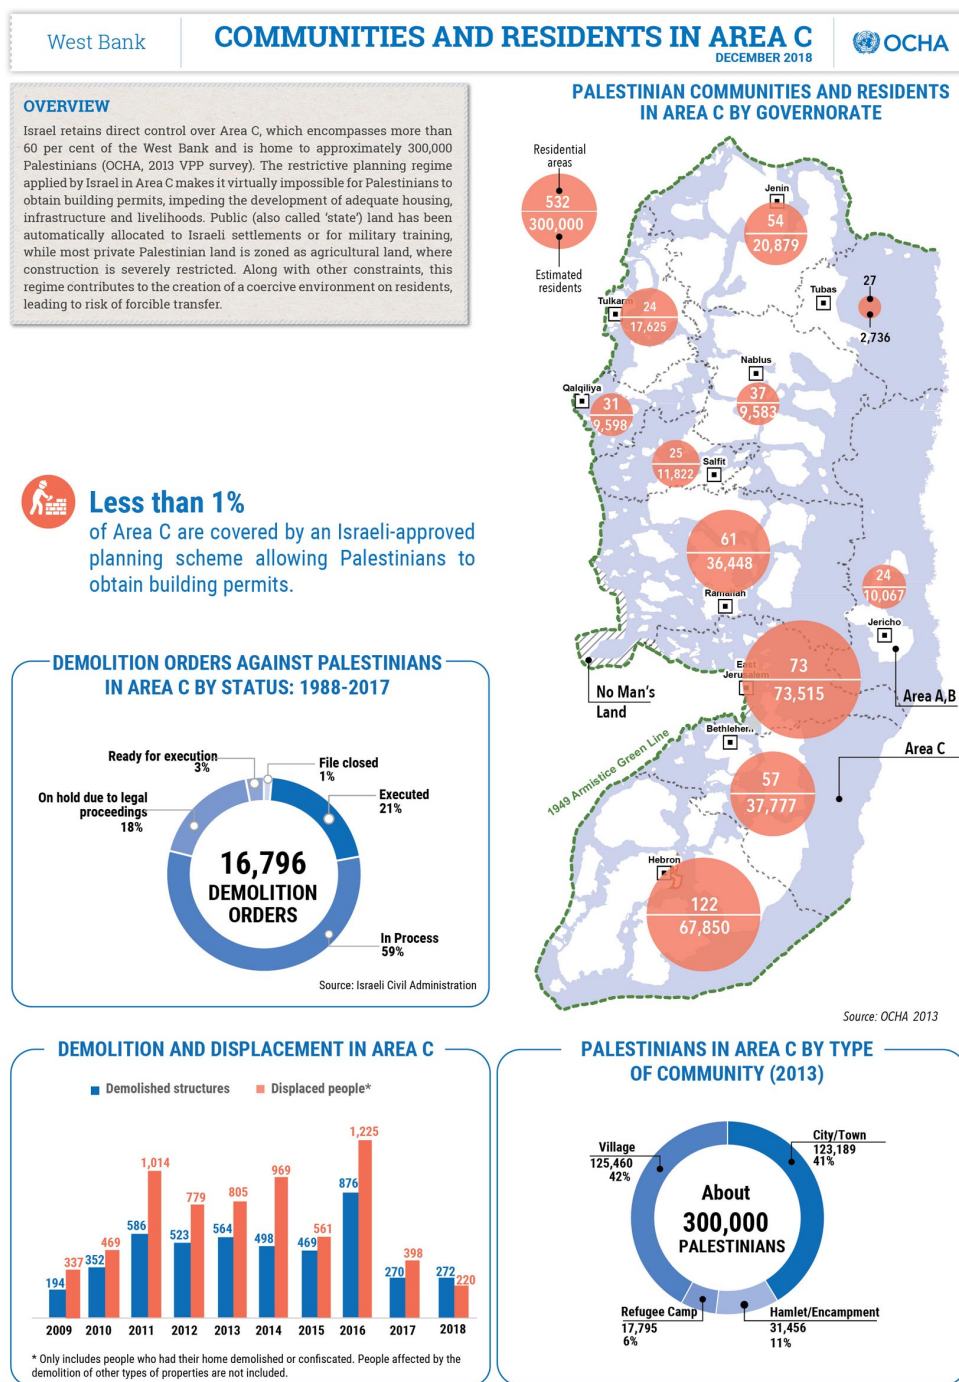 West Bank
COMMUNITIES AND RESIDENTS IN AREA C
DECEMBER 2018
OCHA
OVERVIEW
Israel retains direct control over Area C, which encompasses more than
60 per cent of the West Bank and is home to approximately 300,000
Palestinians (OCHA, 2013 VPP survey). The restrictive planning regime
applied by Israel in Area C makes it virtually impossible for Palestinians to
obtain building permits, impeding the development of adequate housing,
infrastructure and livelihoods. Public (also called ‘state’) land has been
automatically allocated to Israeli settlements or for military training,
while most private Palestinian land is zoned as agricultural land, where
construction is severely restricted. Along with other constraints, this
regime contributes to the creation of a coercive environment on residents,
leading to risk of forcible transfer.
Less than 1%
of Area C are covered by an Israeli-approved
planning scheme allowing Palestinians to
obtain building permits.
PALESTINIAN COMMUNITIES AND RESIDENTS
IN AREA C BY GOVERNORATE
Residential
areas
532
300,000
Estimated
residents
Jenin
54
20,879
Tubas
27
2,736
Tulkarm
24
17,625
Nablus
37
9,583
Qalqiliya
31
9,598
25
11,822
Salfit
61
36,448
Ramallah
24
10,067
Jericho
East
Jerusalem
73
73,515
No Man's
Land
Area A,B
Area C
Bethlehem
57
37,777
1949 Armistice Green Line
Hebron
122
67,850
Source: OCHA 2013
DEMOLITION ORDERS AGAINST PALESTINIANS
IN AREA C BY STATUS: 1988-2017
Ready for execution
3%
File closed
1%
On hold due to legal
proceedings
18%
Executed
21%
16,796
DEMOLITION
ORDERS
In Process
59%
Source: Israeli Civil Administration
DEMOLITION AND DISPLACEMENT IN AREA C
Demolished structures
Displaced people*
194 337 352 469 586 1,014 523 779 564 805 498 969 469 561 876 1,225 270 398 272 220
2009 2010 2011 2012 2013 2014 2015 2016 2017 2018
* Only includes people who had their home demolished or confiscated. People affected by the
demolition of other types of properties are not included.
PALESTINIANS IN AREA C BY TYPE
OF COMMUNITY (2013)
Village
125,460
42%
City/Town
123,189
41%
About
300,000
PALESTINIANS
Refugee Camp
17,795
6%
Hamlet/Encampment
31,456
11%